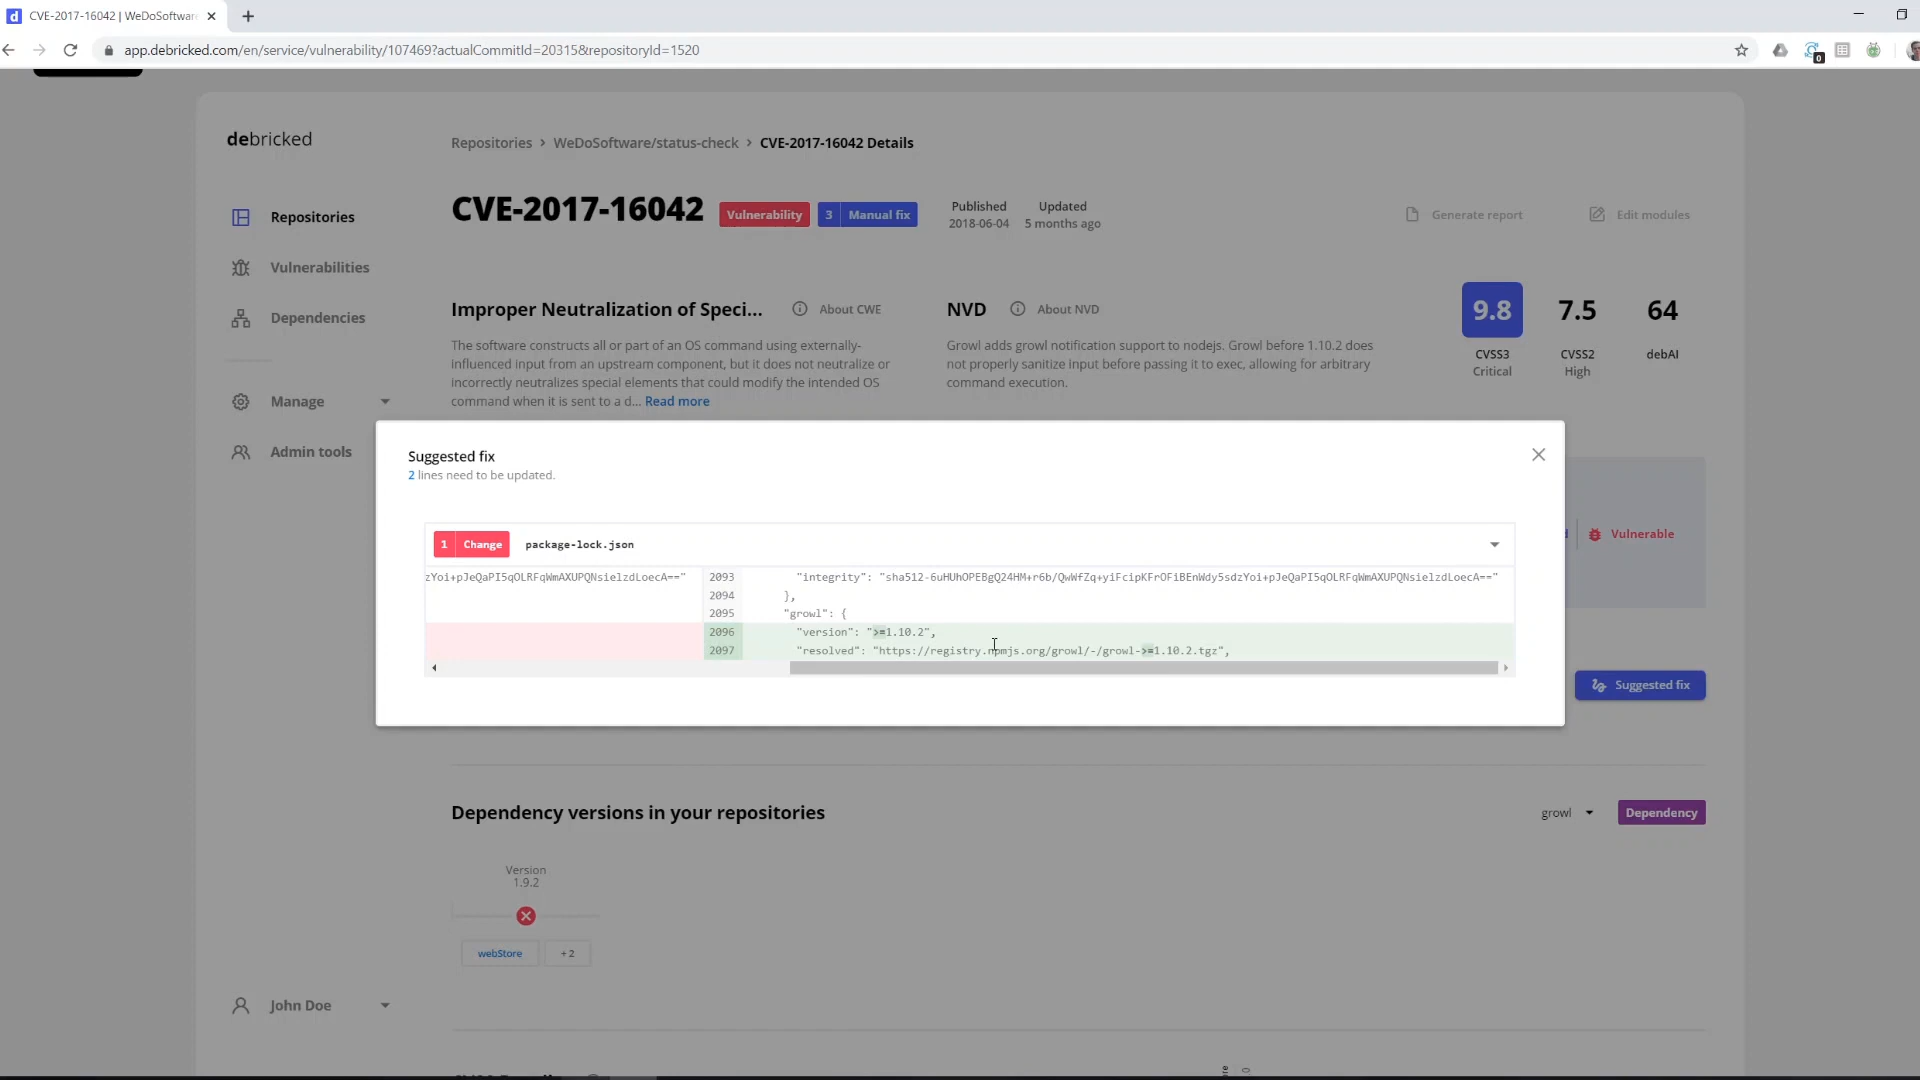 CVE-2017-16042 | WeDoSoftware
app.debricked.com/en/service/vulnerability/107469?actualCommitId=20315&repositoryId=1520
0
debricked
Repositories > WeDoSoftware/status-check > CVE-2017-16042 Details
CVE-2017-16042
Vulnerability
3 Manual fix
Published
2018-06-04
Updated
5 months ago
Generate report
Edit modules
Repositories
Vulnerabilities
Dependencies
Manage
Admin tools
Improper Neutralization of Speci...
About CWE
The software constructs all or part of an OS command using externally-
influenced input from an upstream component, but it does not neutralize or
incorrectly neutralizes special elements that could modify the intended OS
command when it is sent to a d... Read more
NVD
About NVD
Growl adds growl notification support to nodejs. Growl before 1.10.2 does
not properly sanitize input before passing it to exec, allowing for arbitrary
command execution.
9.8
CVSS3
Critical
7.5
CVSS2
High
64
debAI
Suggested fix
2 lines need to be updated.
1 Change package-lock.json
zYoi+pJeQaPI5qOLRFqWmAXUPQNsielzdLoecA==" 2093 "integrity": "sha512-6uHUhOPEBgQ24HM+r6b/QwWfZq+yiFcipKFrOFiBEnWdy5sdzYoi+pJeQaPI5qOLRFqWmAXUPQNsielzdLoecA=="
2094 },
2095 "growl": {
2096 "version": ">=1.10.2",
2097 "resolved": "https://registry.npmjs.org/growl/-/growl->=1.10.2.tgz",
Vulnerable
Suggested fix
Dependency versions in your repositories
growl
Dependency
Version
1.9.2
webStore
+2
John Doe